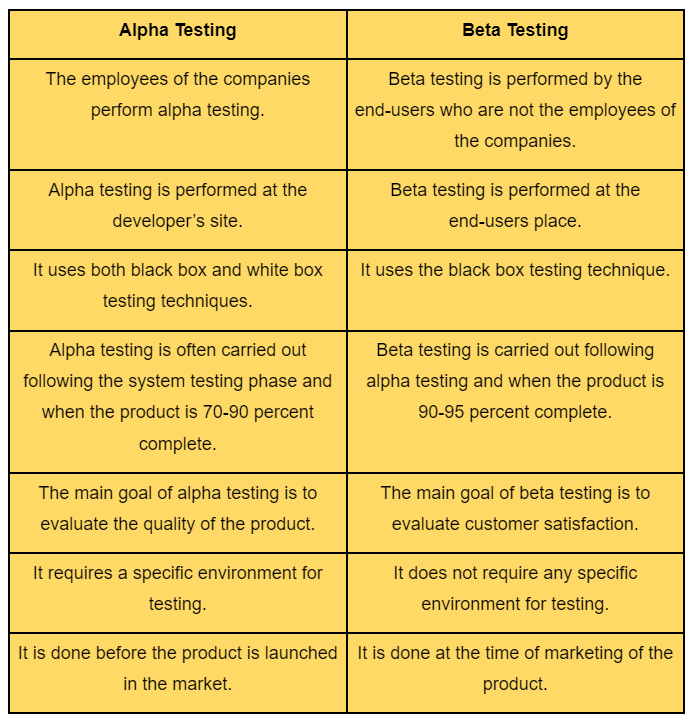 Alpha Testing
Beta Testing
The employees of the companies
perform alpha testing.
Beta testing is performed by the
end-users who are not the employees of
the companies.
Alpha testing is performed at the
developer’s site.
Beta testing is performed at the
end-users place.
It uses both black box and white box
testing techniques.
It uses the black box testing technique.
Alpha testing is often carried out
following the system testing phase and
when the product is 70-90 percent
complete.
Beta testing is carried out following
alpha testing and when the product is
90-95 percent complete.
The main goal of alpha testing is to
evaluate the quality of the product.
The main goal of beta testing is to
evaluate customer satisfaction.
It requires a specific environment for
testing.
It does not require any specific
environment for testing.
It is done before the product is launched
in the market.
It is done at the time of marketing of the
product.